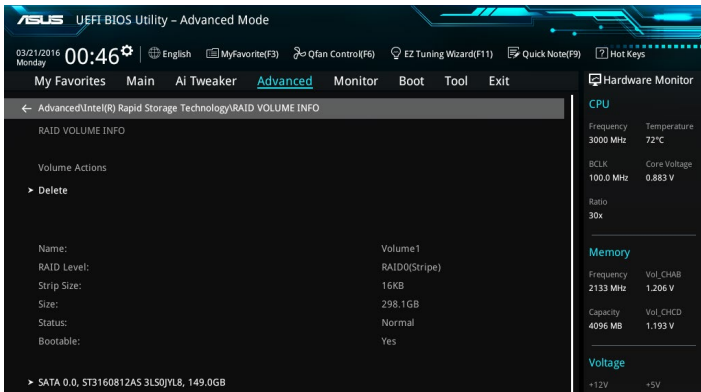 ASUS UEFI BIOS Utility – Advanced Mode
03/21/2016 Monday 00:46 English MyFavorite(F3) Qfan Control(F6) EZ Tuning Wizard(F11) Quick Note(F9) ? Hot Keys
My Favorites Main Ai Tweaker Advanced Monitor Boot Tool Exit Hardware Monitor
← Advanced\Intel(R) Rapid Storage Technology\RAID VOLUME INFO
RAID VOLUME INFO
Volume Actions
> Delete
Name: Volume1
RAID Level: RAID0(Stripe)
Strip Size: 16KB
Size: 298.1GB
Status: Normal
Bootable: Yes
> SATA 0.0, ST3160812AS 3LS0JYL8, 149.0GB
CPU
Frequency Temperature
3000 MHz 72°C
BCLK Core Voltage
100.0 MHz 0.883 V
Ratio
30x
Memory
Frequency Vol_CHAB
2133 MHz 1.206 V
Capacity Vol_CHCD
4096 MB 1.193 V
Voltage
+12V +5V